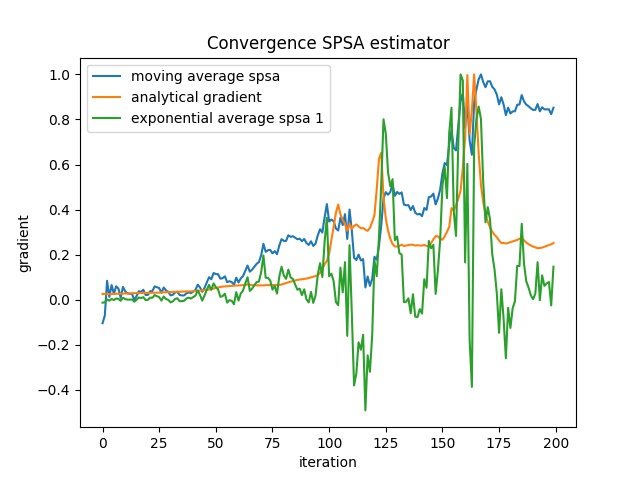 Convergence SPSA estimator
moving average spsa
analytical gradient
exponential average spsa 1
1.0
0.8
0.6
0.4
0.2
0.0
−0.2
−0.4
gradient
0 25 50 75 100 125 150 175 200
iteration